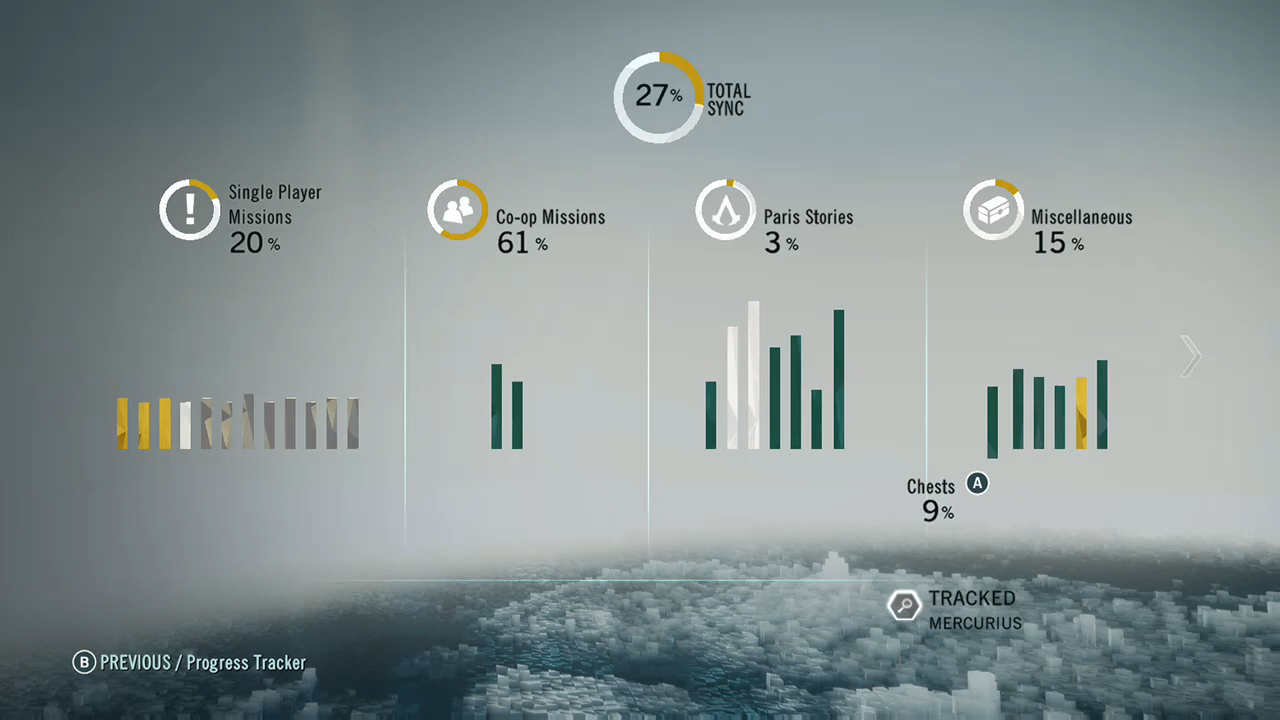 27%
TOTAL
SYNC
Single Player
Missions
20 %
Co-op Missions
61 %
Paris Stories
3 %
Miscellaneous
15 %
Chests A
9%
TRACKED
MERCURIUS
B PREVIOUS / Progress Tracker